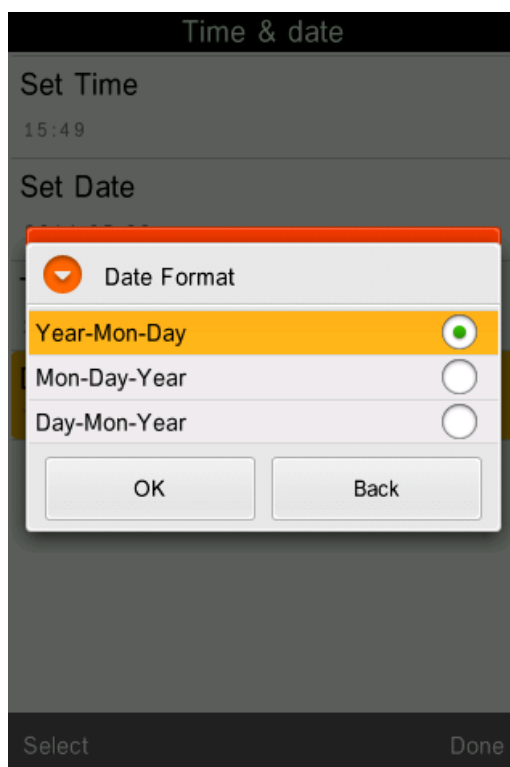 Time & date
Set Time
15:49
Set Date
Date Format
Year-Mon-Day
Mon-Day-Year
Day-Mon-Year
OK Back
Select Done